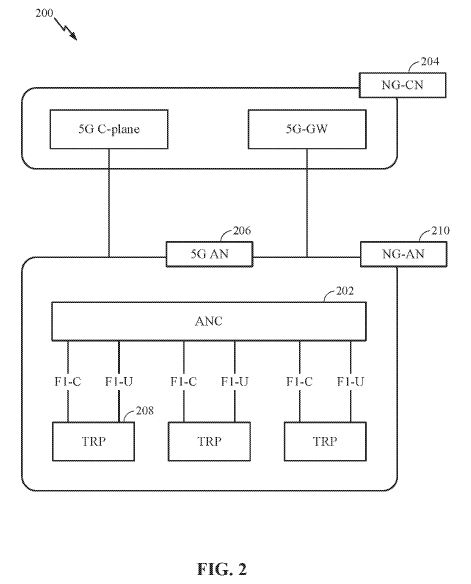 200
204
NG-CN
5G C-plane
5G-GW
206
210
5G AN
NG-AN
202
ANC
F1-C F1-U F1-C F1-U F1-C F1-U
208
TRP TRP TRP
FIG. 2